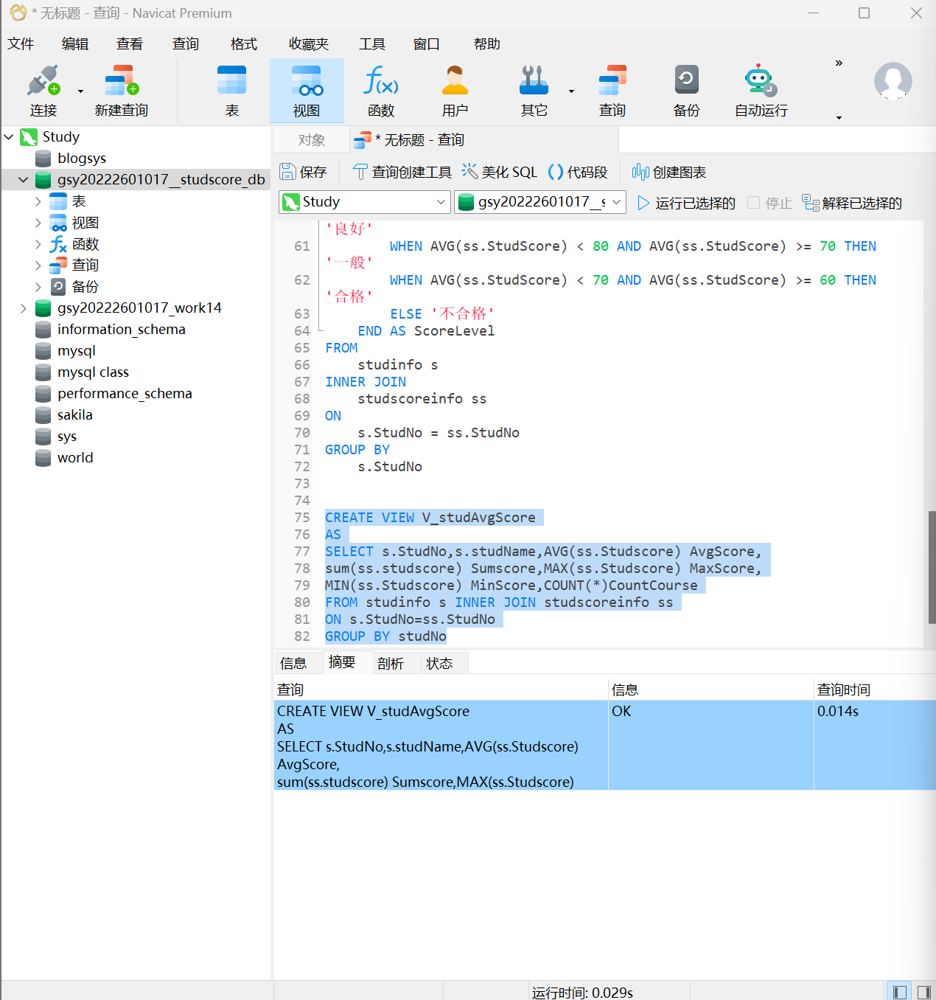 * 无标题 - 查询 - Navicat Premium
文件 编辑 查看 查询 格式 收藏夹 工具 窗口 帮助
连接 新建查询 表 视图 函数 用户 其它 查询 备份 自动运行
Study
blogsys
gsy20222601017__studscore_db
表
视图
函数
查询
备份
gsy20222601017_work14
information_schema
mysql
mysql class
performance_schema
sakila
sys
world
对象 * 无标题 - 查询
保存 查询创建工具 美化 SQL 代码段 创建图表
Study gsy20222601017__s 运行已选择的 停止 解释已选择的
'良好'
61 WHEN AVG(ss.StudScore) < 80 AND AVG(ss.StudScore) >= 70 THEN
'一般'
62 WHEN AVG(ss.StudScore) < 70 AND AVG(ss.StudScore) >= 60 THEN
'合格'
63 ELSE '不合格'
64 END AS ScoreLevel
65 FROM
66 studinfo s
67 INNER JOIN
68 studscoreinfo ss
69 ON
70 s.StudNo = ss.StudNo
71 GROUP BY
72 s.StudNo
73
74
75 CREATE VIEW V_studAvgScore
76 AS
77 SELECT s.StudNo,s.studName,AVG(ss.Studscore) AvgScore,
78 sum(ss.studscore) Sumscore,MAX(ss.Studscore) MaxScore,
79 MIN(ss.Studscore) MinScore,COUNT(*)CountCourse
80 FROM studinfo s INNER JOIN studscoreinfo ss
81 ON s.StudNo=ss.StudNo
82 GROUP BY studNo
信息 摘要 剖析 状态
查询 信息 查询时间
CREATE VIEW V_studAvgScore OK 0.014s
AS
SELECT s.StudNo,s.studName,AVG(ss.Studscore)
AvgScore,
sum(ss.studscore) Sumscore,MAX(ss.Studscore)
运行时间: 0.029s